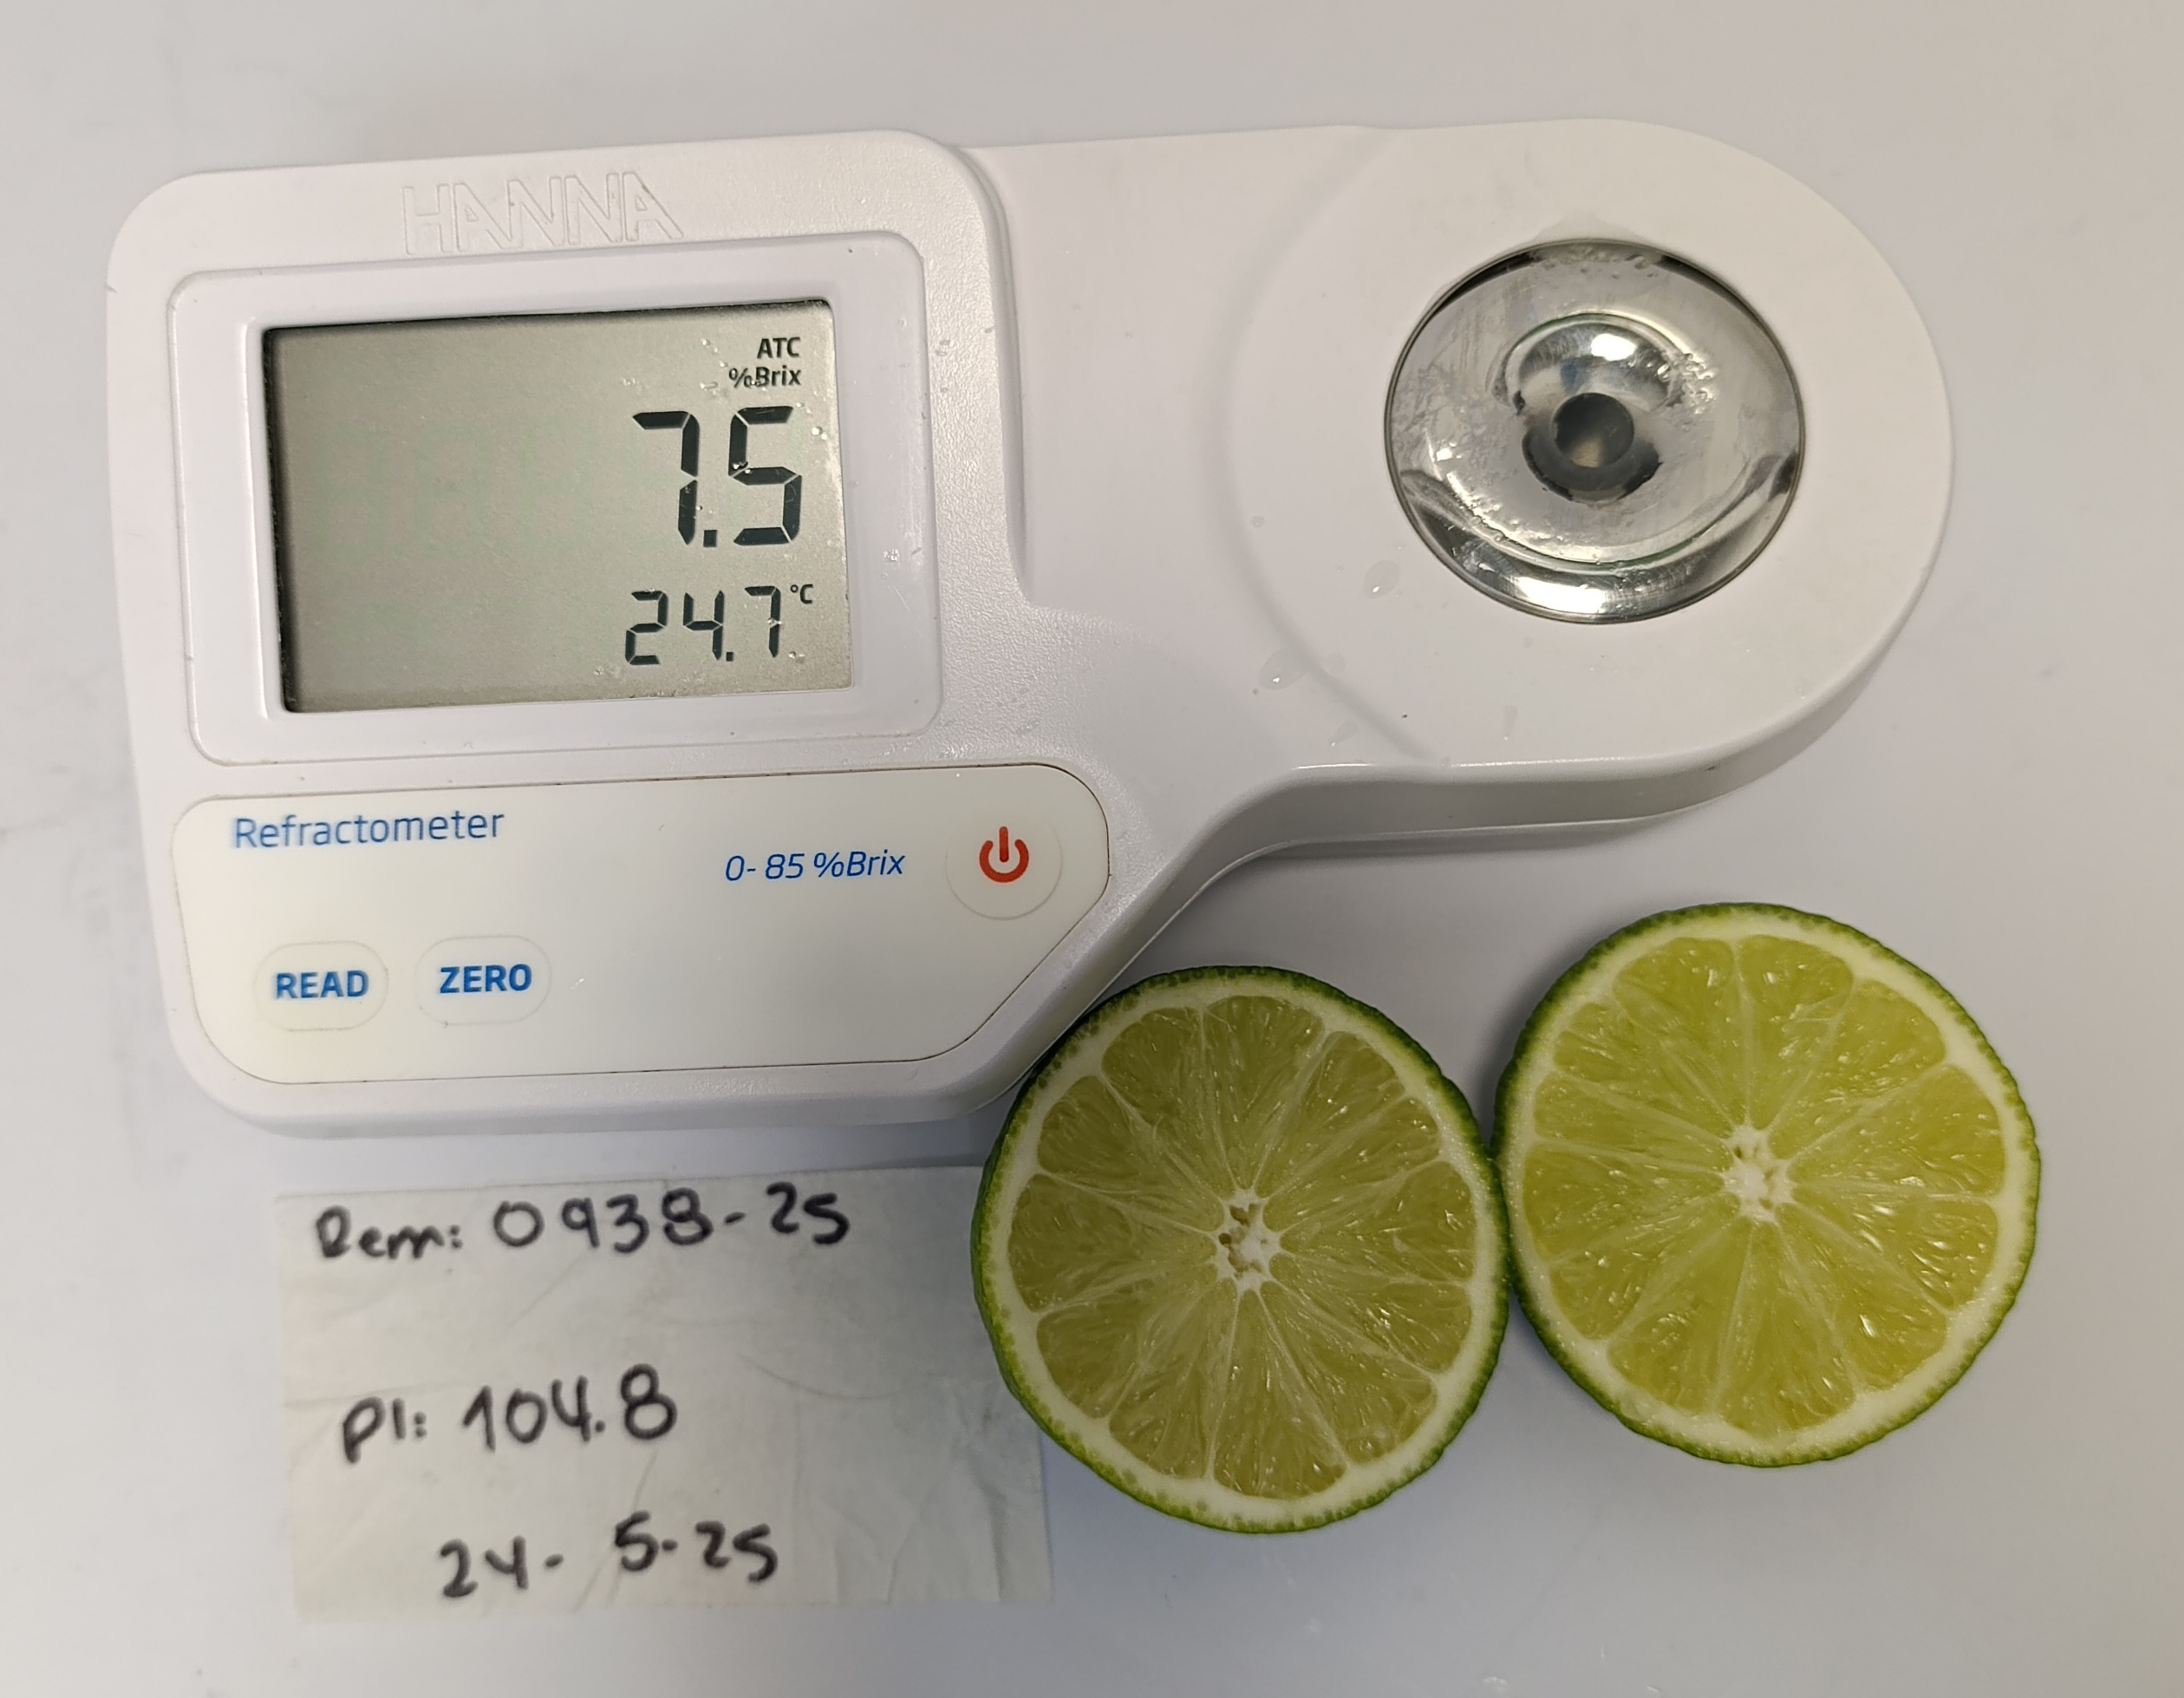 HANNA
ATC
%Brix
7.5
24.7 °C
Refractometer
0-85 %Brix
READ ZERO
Rem: 0938-25
PI: 104.8
24-5-25